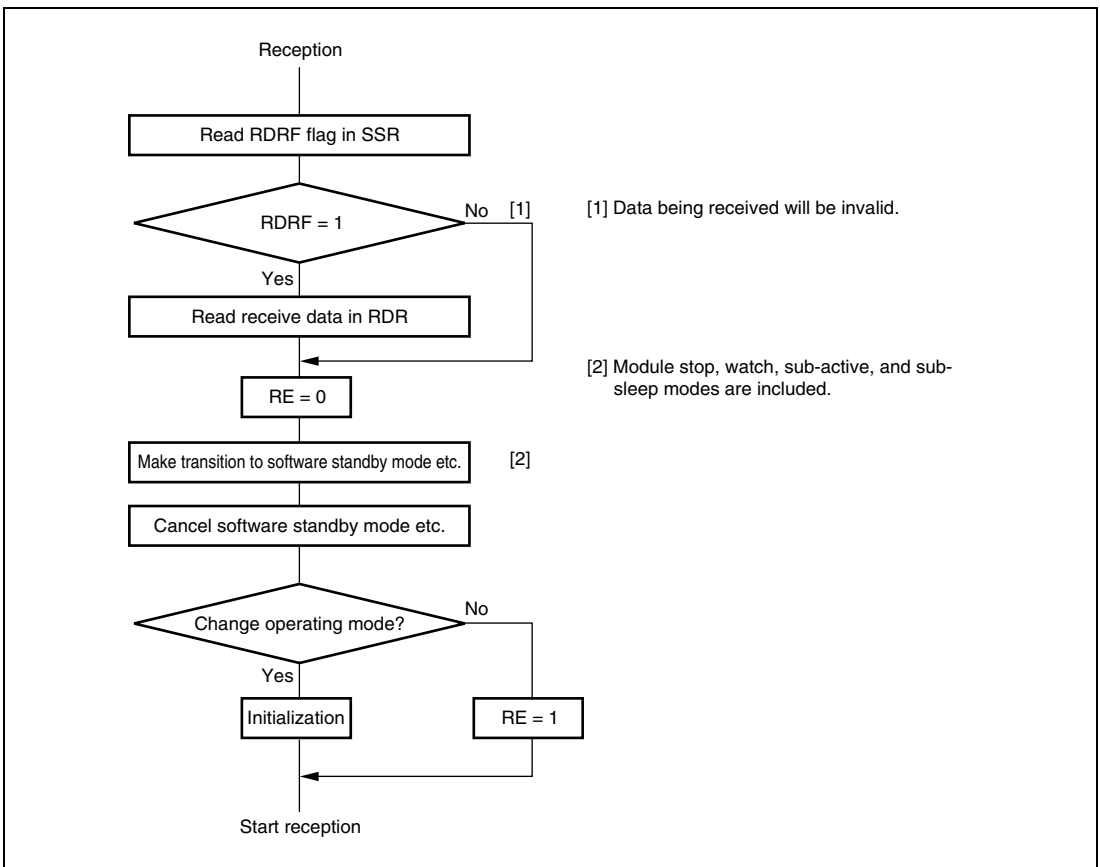 Reception
Read RDRF flag in SSR
RDRF = 1
No [1]
[1] Data being received will be invalid.
Yes
Read receive data in RDR
[2] Module stop, watch, sub-active, and sub-
sleep modes are included.
RE = 0
Make transition to software standby mode etc.
[2]
Cancel software standby mode etc.
Change operating mode?
No
Yes
Initialization
RE = 1
Start reception